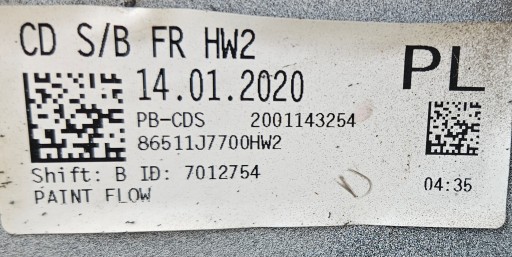 CD S/B FR HW2
PL
14.01.2020
PB-CDS 2001143254
86511J7700HW2
Shift: B ID: 7012754
04:35
PAINT FLOW